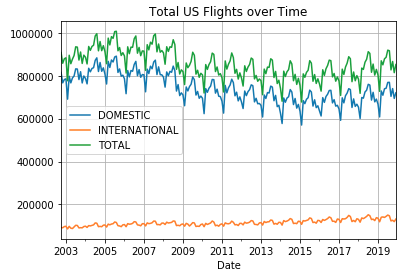 Total US Flights over Time
1000000
800000
600000
400000
200000
DOMESTIC
INTERNATIONAL
TOTAL
2003 2005 2007 2009 2011 2013 2015 2017 2019
Date